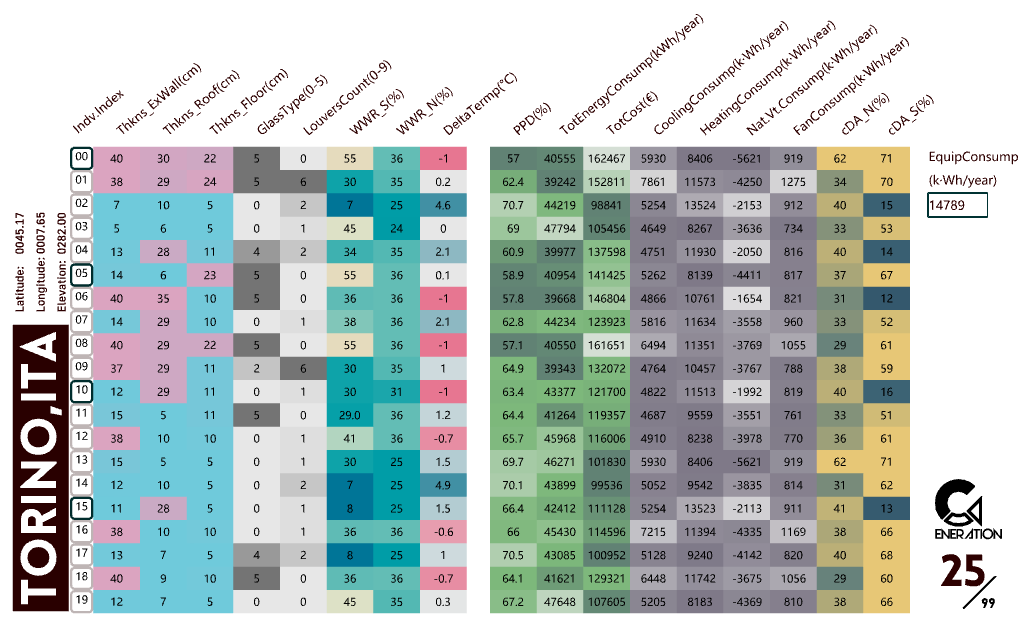 Indv.Index Thkns_ExWall(cm) Thkns_Roof(cm) Thkns_Floor(cm) GlassType(0-5) LouversCount(0-9) WWR_S(%) WWR_N(%) DeltaTermp(°C) PPD(%) TotEnergyConsump(kWh/year) TotCost(€) CoolingConsump(k·Wh/year) HeatingConsump(k·Wh/year) Nat.Vt.Consump(k·Wh/year) FanConsump(k·Wh/year) cDA_N(%) cDA_S(%)
00 40 30 22 5 0 55 36 -1 57 40555 162467 5930 8406 -5621 919 62 71
01 38 29 24 5 6 30 35 0.2 62.4 39242 152811 7861 11573 -4250 1275 34 70
02 7 10 5 0 2 7 25 4.6 70.7 44219 98841 5254 13524 -2153 912 40 15
03 5 6 5 0 1 45 24 0 69 47794 105456 4649 8267 -3636 734 33 53
04 13 28 11 4 2 34 35 2.1 60.9 39977 137598 4751 11930 -2050 816 40 14
05 14 6 23 5 0 55 36 0.1 58.9 40954 141425 5262 8139 -4411 817 37 67
06 40 35 10 5 0 36 36 -1 57.8 39668 146804 4866 10761 -1654 821 31 12
07 14 29 10 0 1 38 36 2.1 62.8 44234 123923 5816 11634 -3558 960 33 52
08 40 29 22 5 0 55 36 -1 57.1 40550 161651 6494 11351 -3769 1055 29 61
09 37 29 11 2 6 30 35 1 64.9 39343 132072 4764 10457 -3767 788 38 59
10 12 29 11 0 1 30 31 -1 63.4 43377 121700 4822 11513 -1992 819 40 16
11 15 5 11 5 0 29.0 36 1.2 64.4 41264 119357 4687 9559 -3551 761 33 51
12 38 10 10 0 1 41 36 -0.7 65.7 45968 116006 4910 8238 -3978 770 36 61
13 15 5 5 0 1 30 25 1.5 69.7 46271 101830 5930 8406 -5621 919 62 71
14 12 10 5 0 2 7 25 4.9 70.1 43899 99536 5052 9542 -3835 814 31 62
15 11 28 5 0 1 8 25 1.5 66.4 42412 111128 5254 13523 -2113 911 41 13
16 38 10 10 0 1 36 36 -0.6 66 45430 114596 7215 11394 -4335 1169 38 66
17 13 7 5 4 2 8 25 1 70.5 43085 100952 5128 9240 -4142 820 40 68
18 40 9 10 5 0 36 36 -0.7 64.1 41621 129321 6448 11742 -3675 1056 29 60
19 12 7 5 0 0 45 35 0.3 67.2 47648 107605 5205 8183 -4369 810 38 66
EquipConsump
(k·Wh/year)
14789
Latitude: 0045.17
Longitude: 0007.65
Elevation: 0282.00
TORINO,ITA
ENERATION
25/99